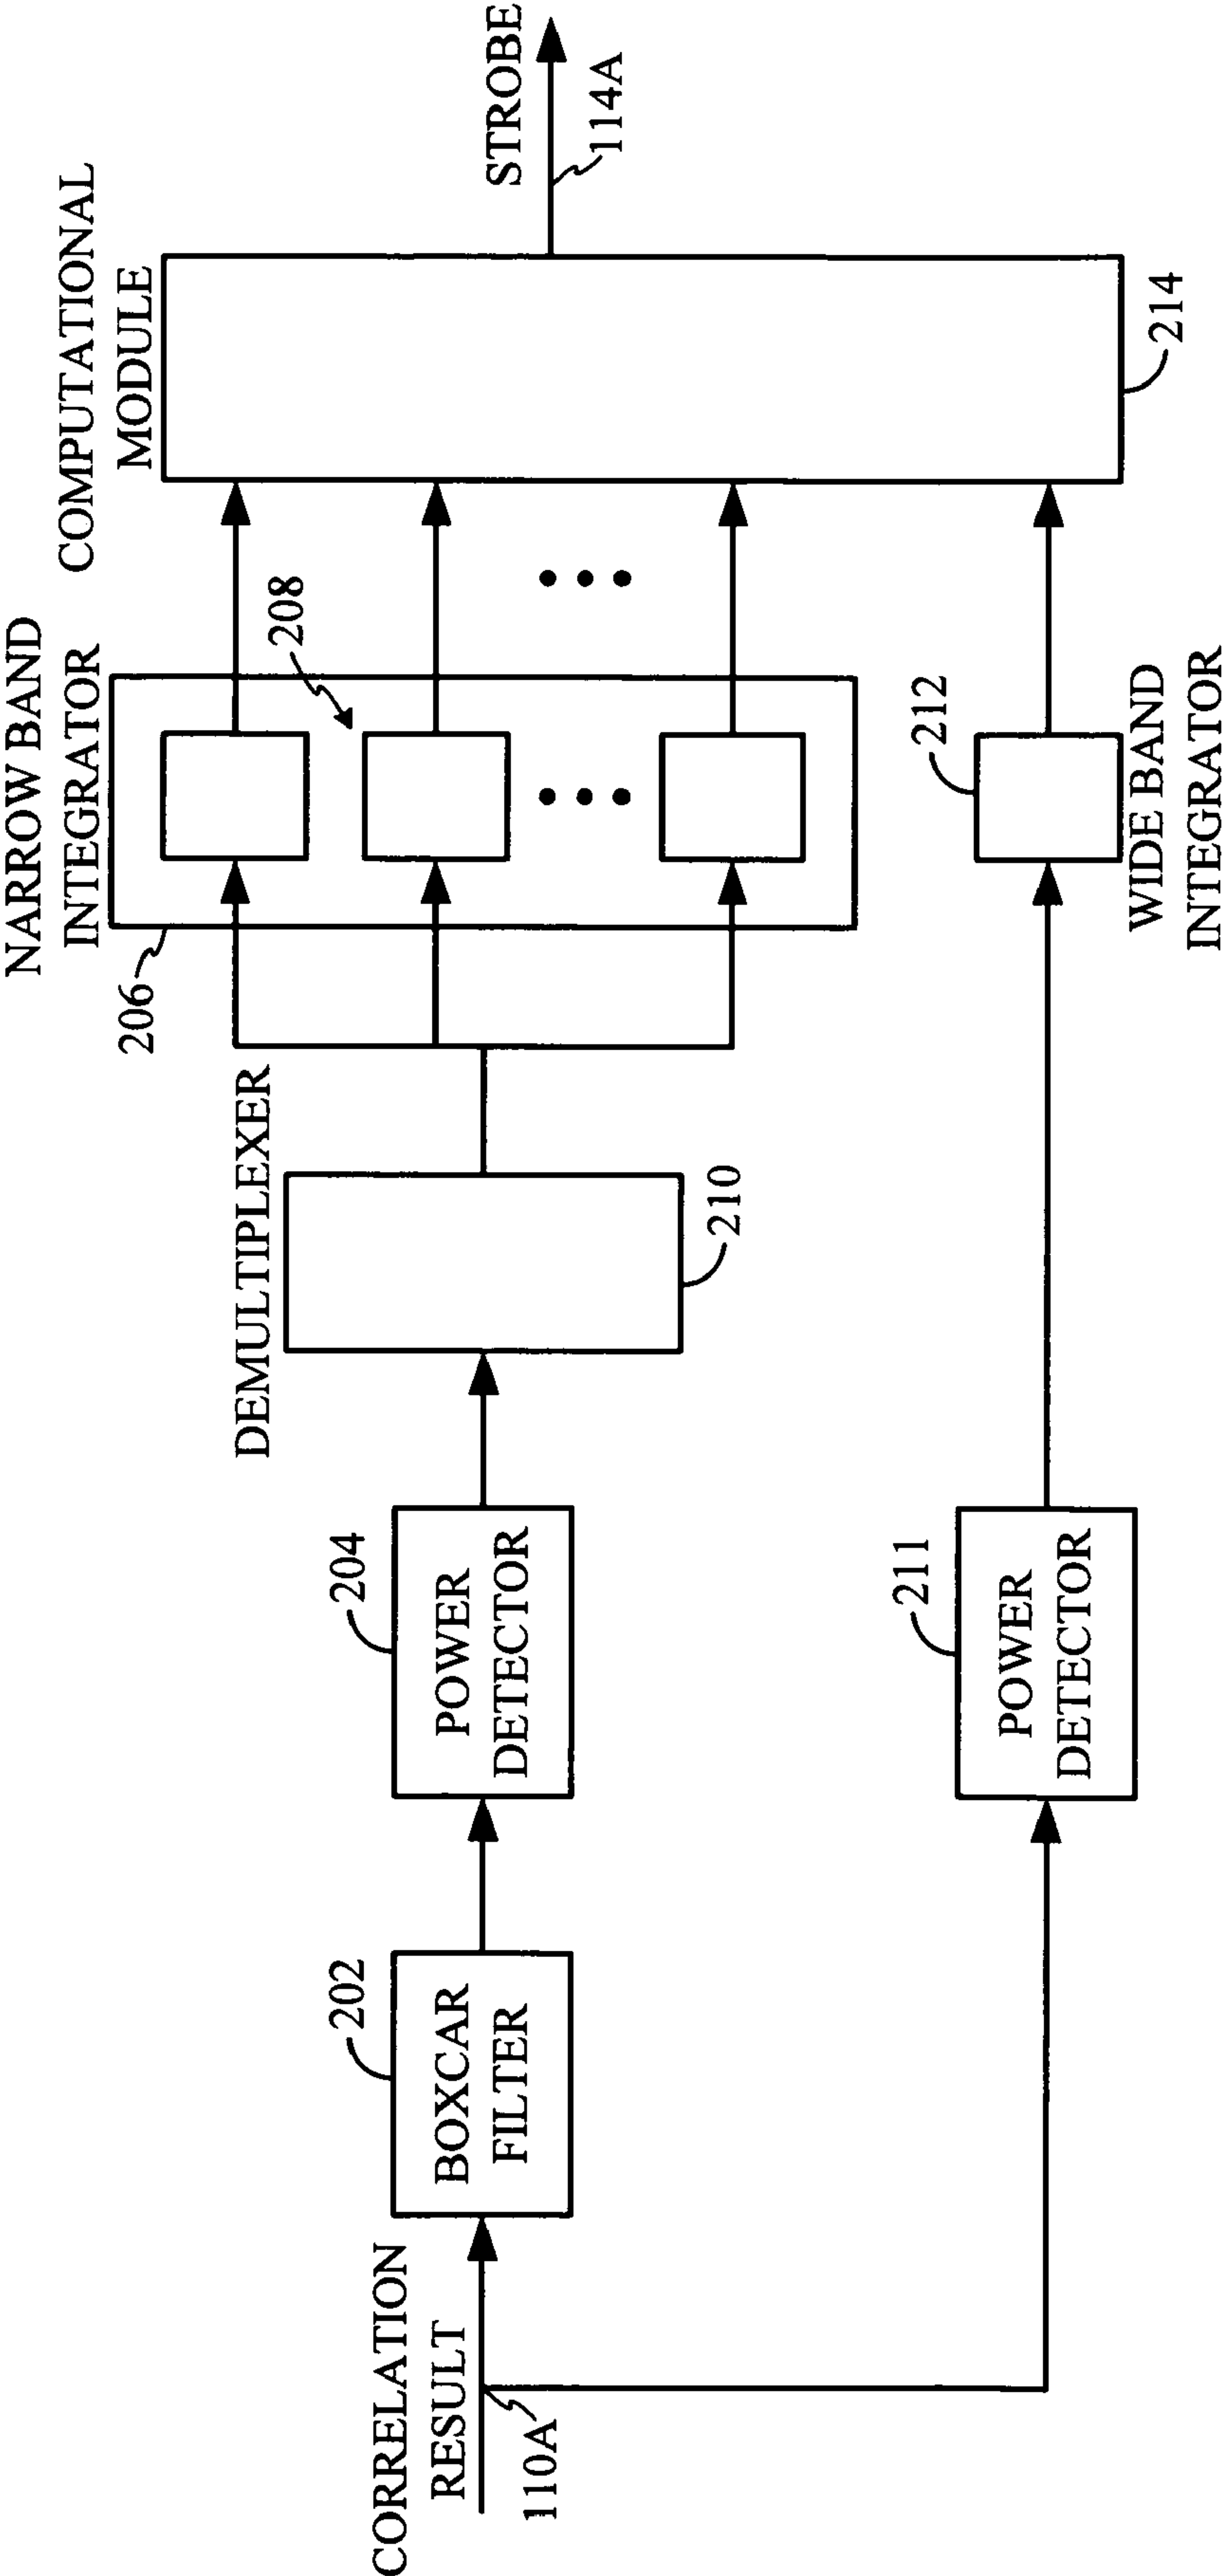 CORRELATION
RESULT
110A
202
BOXCAR
FILTER
204
POWER
DETECTOR
DEMULTIPLEXER
210
206
NARROW BAND
INTEGRATOR
208
COMPUTATIONAL
MODULE
214
STROBE
114A
211
POWER
DETECTOR
212
WIDE BAND
INTEGRATOR